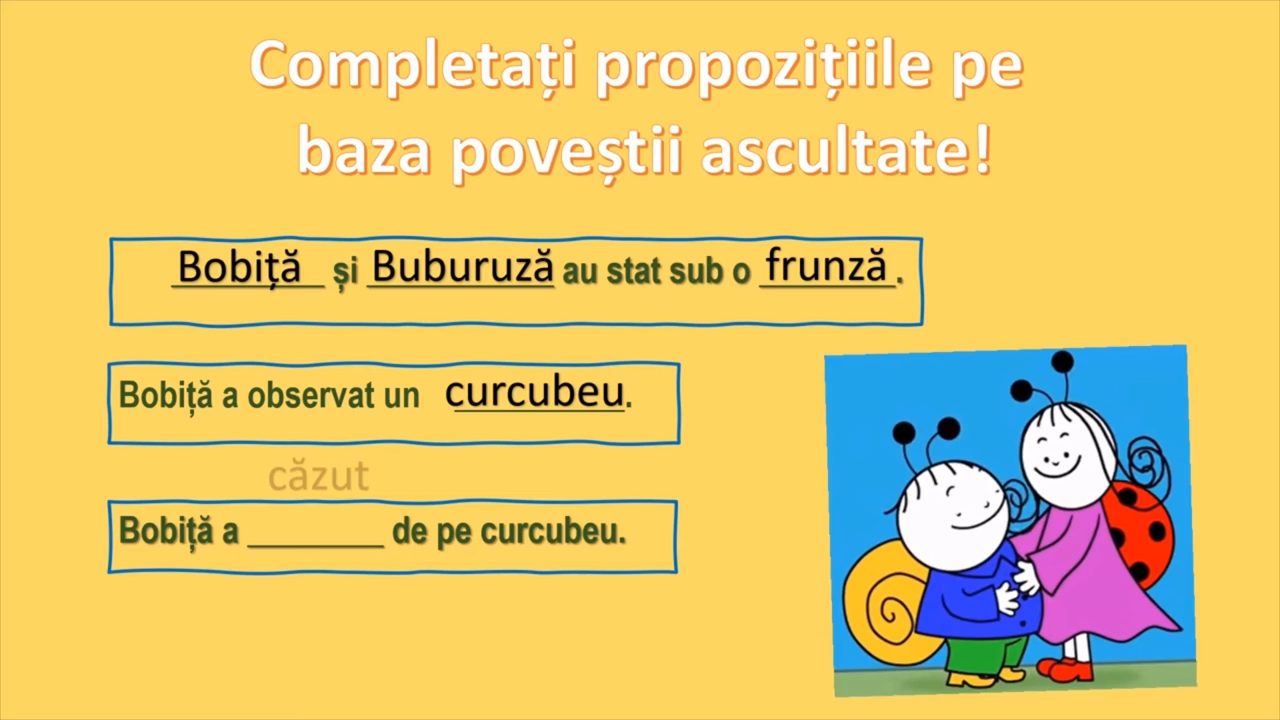 Completați propozițiile pe
baza poveștii ascultate!
Bobiță și Buburuză au stat sub o frunză.
Bobiță a observat un curcubeu.
căzut
Bobiță a ________ de pe curcubeu.